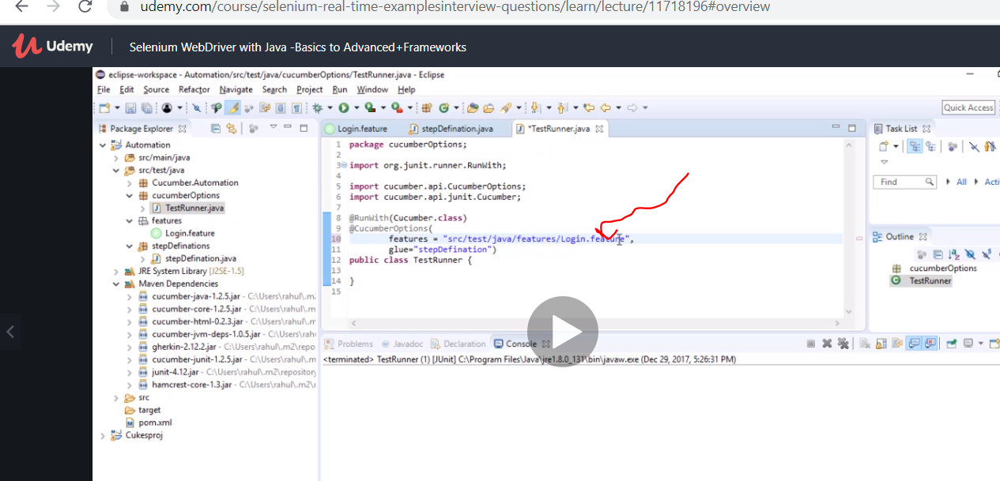 udemy.com/course/selenium-real-time-examplesinterview-questions/learn/lecture/11718196#overview
Udemy
Selenium WebDriver with Java -Basics to Advanced+Frameworks
eclipse-workspace - Automation/src/test/java/cucumberOptions/TestRunner.java - Eclipse
File Edit Source Refactor Navigate Search Project Run Window Help
Quick Access
Package Explorer
Login.feature stepDefination.java *TestRunner.java
Task List
Automation
src/main/java
src/test/java
Cucumber.Automation
cucumberOptions
TestRunner.java
features
Login.feature
stepDefinations
stepDefination.java
JRE System Library [J2SE-1.5]
Maven Dependencies
cucumber-java-1.2.5.jar - C:\Users\rahul\.m
cucumber-core-1.2.5.jar - C:\Users\rahul\.m
cucumber-html-0.2.3.jar - C:\Users\rahul\.m
cucumber-jvm-deps-1.0.5.jar - C:\Users\rah
gherkin-2.12.2.jar - C:\Users\rahul\.m2\repo
cucumber-junit-1.2.5.jar - C:\Users\rahul\.m
junit-4.12.jar - C:\Users\rahul\.m2\repository
hamcrest-core-1.3.jar - C:\Users\rahul\.m2\
src
target
pom.xml
Cukesproj
1 package cucumberOptions;
2
3 import org.junit.runner.RunWith;
4
5 import cucumber.api.CucumberOptions;
6 import cucumber.api.junit.Cucumber;
7
8 @RunWith(Cucumber.class)
9 @CucumberOptions(
10 features = "src/test/java/features/Login.feature",
11 glue="stepDefination")
12 public class TestRunner {
13
14 }
15
Find All Acti
Outline
cucumberOptions
TestRunner
Problems Javadoc Declaration Console
<terminated> TestRunner (1) [JUnit] C:\Program Files\Java\jre1.8.0_131\bin\javaw.exe (Dec 29, 2017, 5:26:31 PM)